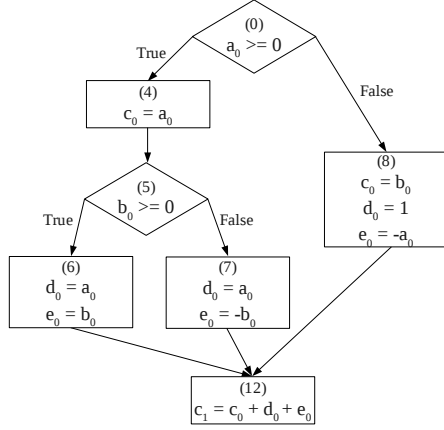 (0)
a₀ >= 0
True
False
(4)
c₀ = a₀
(5)
b₀ >= 0
True
False
(8)
c₀ = b₀
d₀ = 1
e₀ = -a₀
(6)
d₀ = a₀
e₀ = b₀
(7)
d₀ = a₀
e₀ = -b₀
(12)
c₁ = c₀ + d₀ + e₀